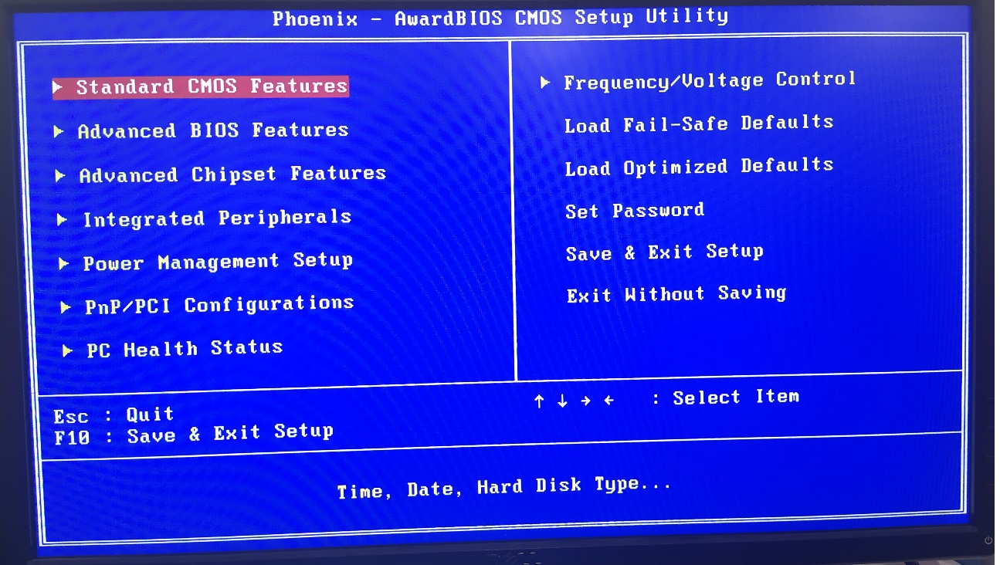 Phoenix - AwardBIOS CMOS Setup Utility
▶ Standard CMOS Features
▶ Advanced BIOS Features
▶ Advanced Chipset Features
▶ Integrated Peripherals
▶ Power Management Setup
▶ PnP/PCI Configurations
▶ PC Health Status
▶ Frequency/Voltage Control
Load Fail-Safe Defaults
Load Optimized Defaults
Set Password
Save & Exit Setup
Exit Without Saving
Esc : Quit
F10 : Save & Exit Setup
↑ ↓ → ← : Select Item
Time, Date, Hard Disk Type...